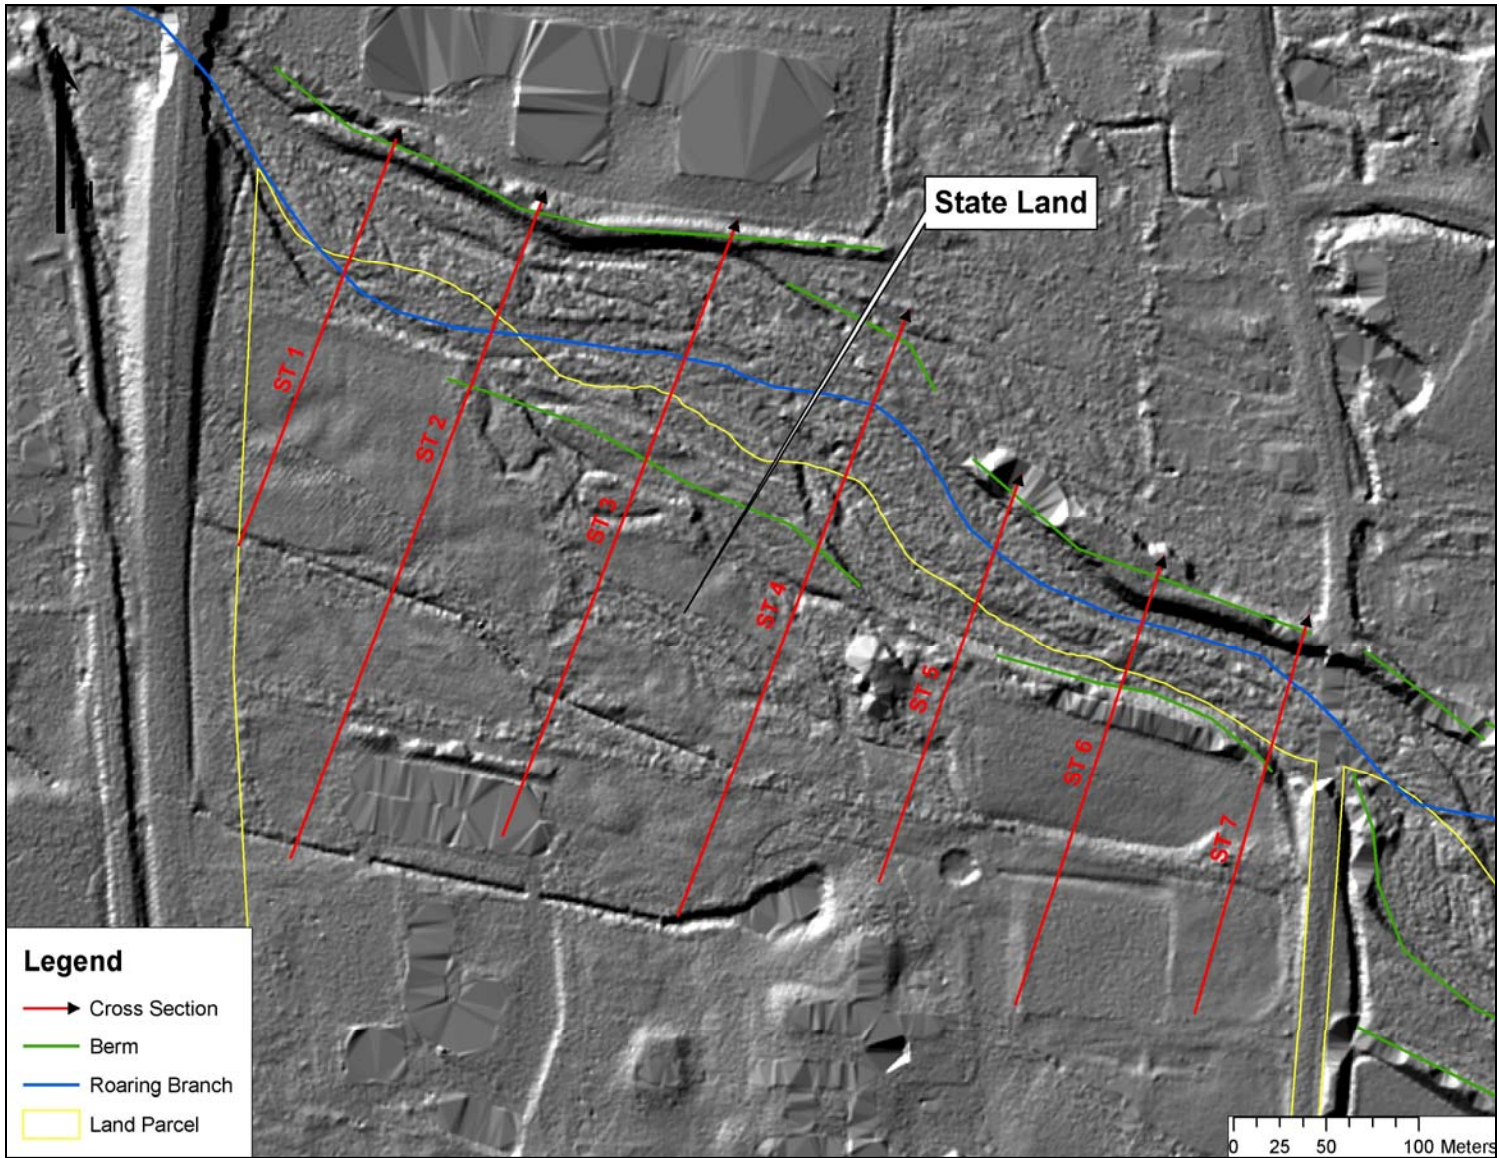 N
State Land
ST 1
ST 2
ST 3
ST 4
ST 5
ST 6
ST 7
Legend
Cross Section
Berm
Roaring Branch
Land Parcel
0 25 50 100 Meters